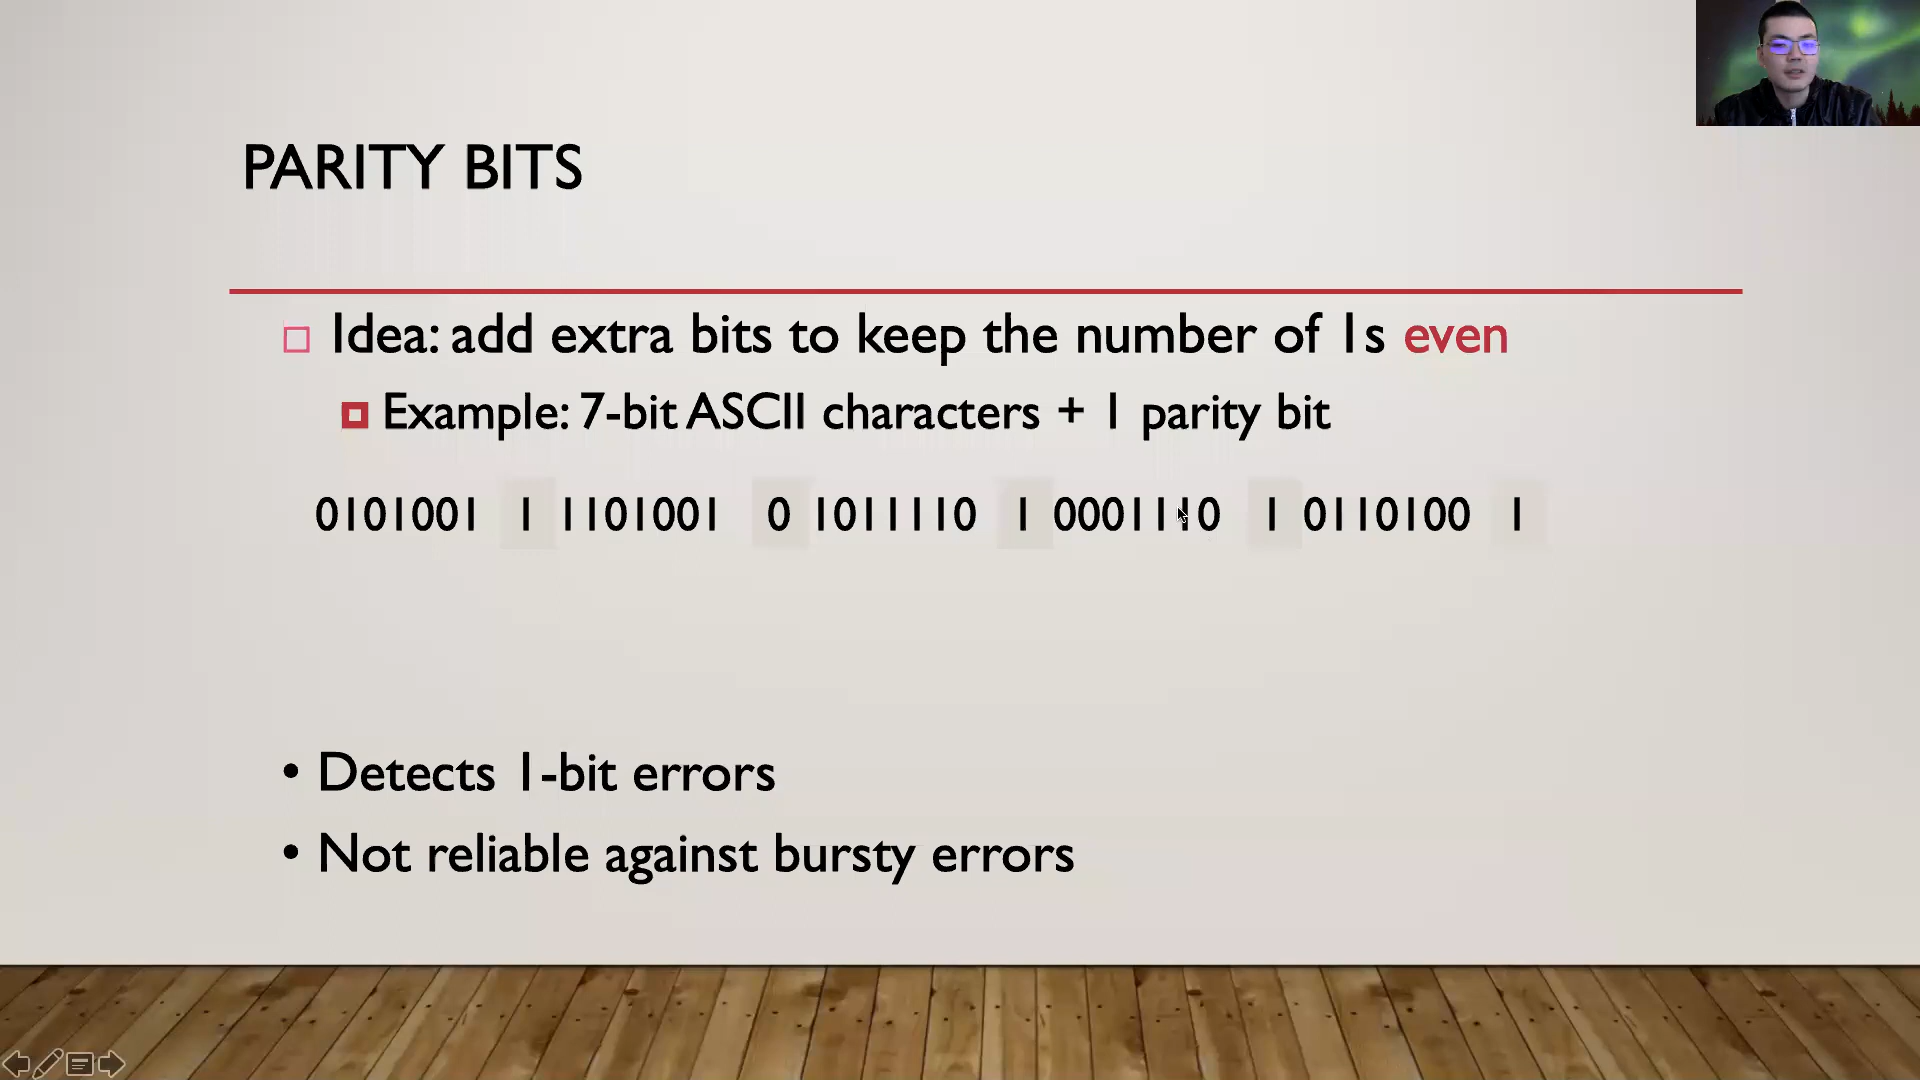 PARITY BITS
Idea: add extra bits to keep the number of 1s even
Example: 7-bit ASCII characters + 1 parity bit
0101001 1 1101001 0 1011110 1 0001110 1 0110100 1
• Detects 1-bit errors
• Not reliable against bursty errors